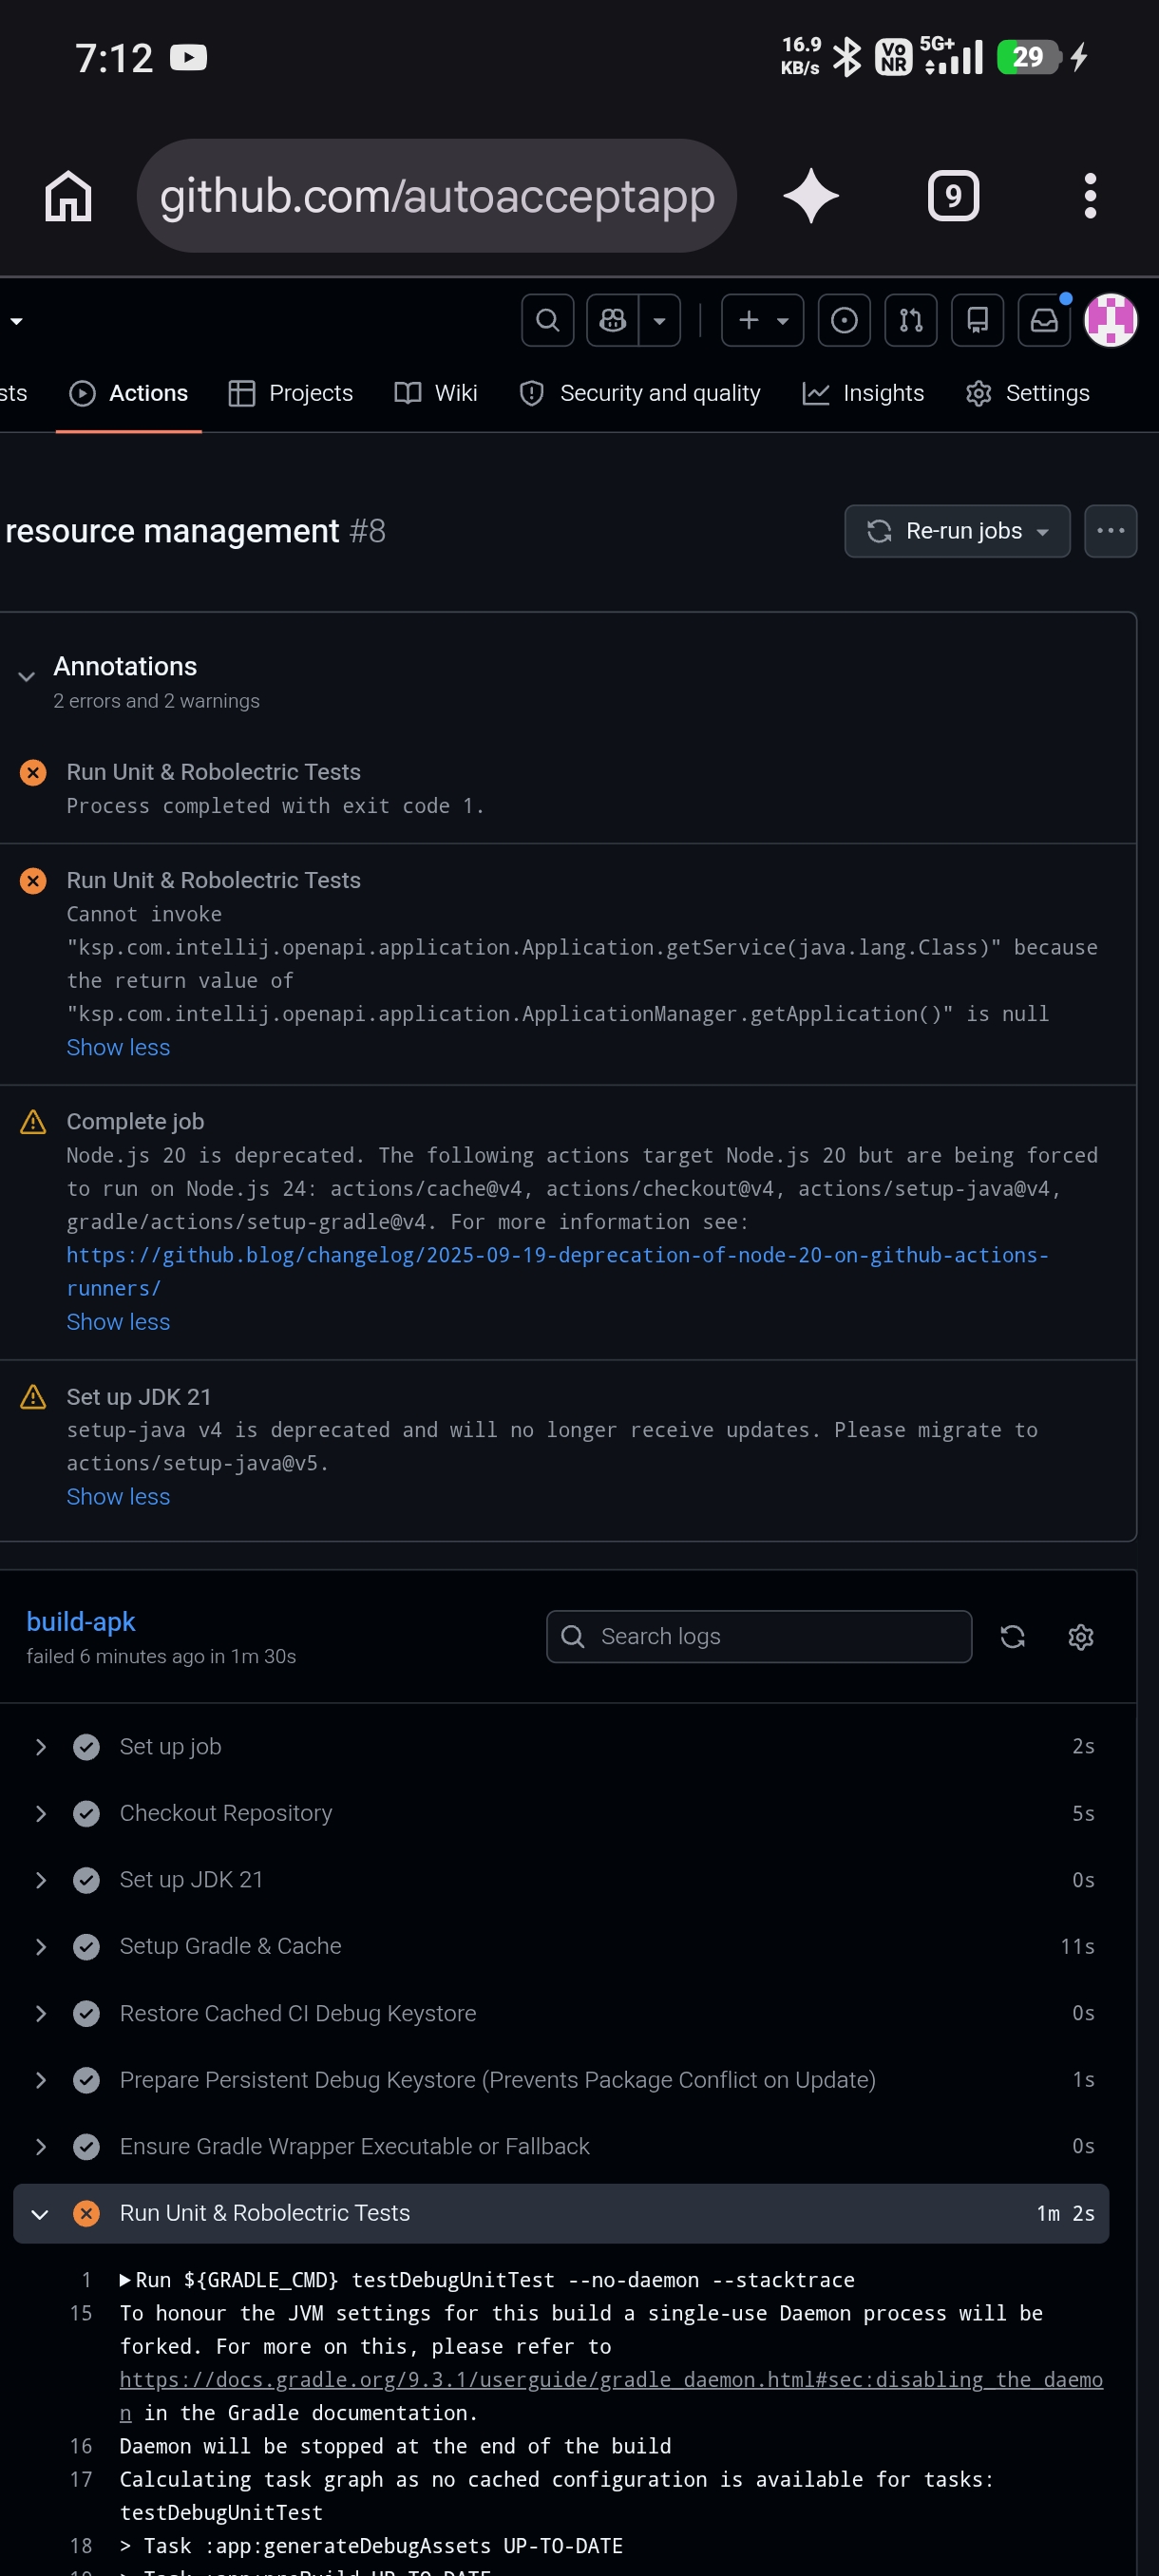 7:12
16.9
KB/s
Vo
NR
5G+
29
github.com/autoacceptapp
9
sts
Actions
Projects
Wiki
Security and quality
Insights
Settings
resource management #8
Re-run jobs
Annotations
2 errors and 2 warnings
Run Unit & Robolectric Tests
Process completed with exit code 1.
Run Unit & Robolectric Tests
Cannot invoke
"ksp.com.intellij.openapi.application.Application.getService(java.lang.Class)" because
the return value of
"ksp.com.intellij.openapi.application.ApplicationManager.getApplication()" is null
Show less
Complete job
Node.js 20 is deprecated. The following actions target Node.js 20 but are being forced
to run on Node.js 24: actions/cache@v4, actions/checkout@v4, actions/setup-java@v4,
gradle/actions/setup-gradle@v4. For more information see:
https://github.blog/changelog/2025-09-19-deprecation-of-node-20-on-github-actions-
runners/
Show less
Set up JDK 21
setup-java v4 is deprecated and will no longer receive updates. Please migrate to
actions/setup-java@v5.
Show less
build-apk
failed 6 minutes ago in 1m 30s
Search logs
Set up job 2s
Checkout Repository 5s
Set up JDK 21 0s
Setup Gradle & Cache 11s
Restore Cached CI Debug Keystore 0s
Prepare Persistent Debug Keystore (Prevents Package Conflict on Update) 1s
Ensure Gradle Wrapper Executable or Fallback 0s
Run Unit & Robolectric Tests 1m 2s
1 Run ${GRADLE_CMD} testDebugUnitTest --no-daemon --stacktrace
15 To honour the JVM settings for this build a single-use Daemon process will be
forked. For more on this, please refer to
https://docs.gradle.org/9.3.1/userguide/gradle_daemon.html#sec:disabling_the_daemo
n in the Gradle documentation.
16 Daemon will be stopped at the end of the build
17 Calculating task graph as no cached configuration is available for tasks:
testDebugUnitTest
18 > Task :app:generateDebugAssets UP-TO-DATE
19 > Task :app:preBuild UP-TO-DATE